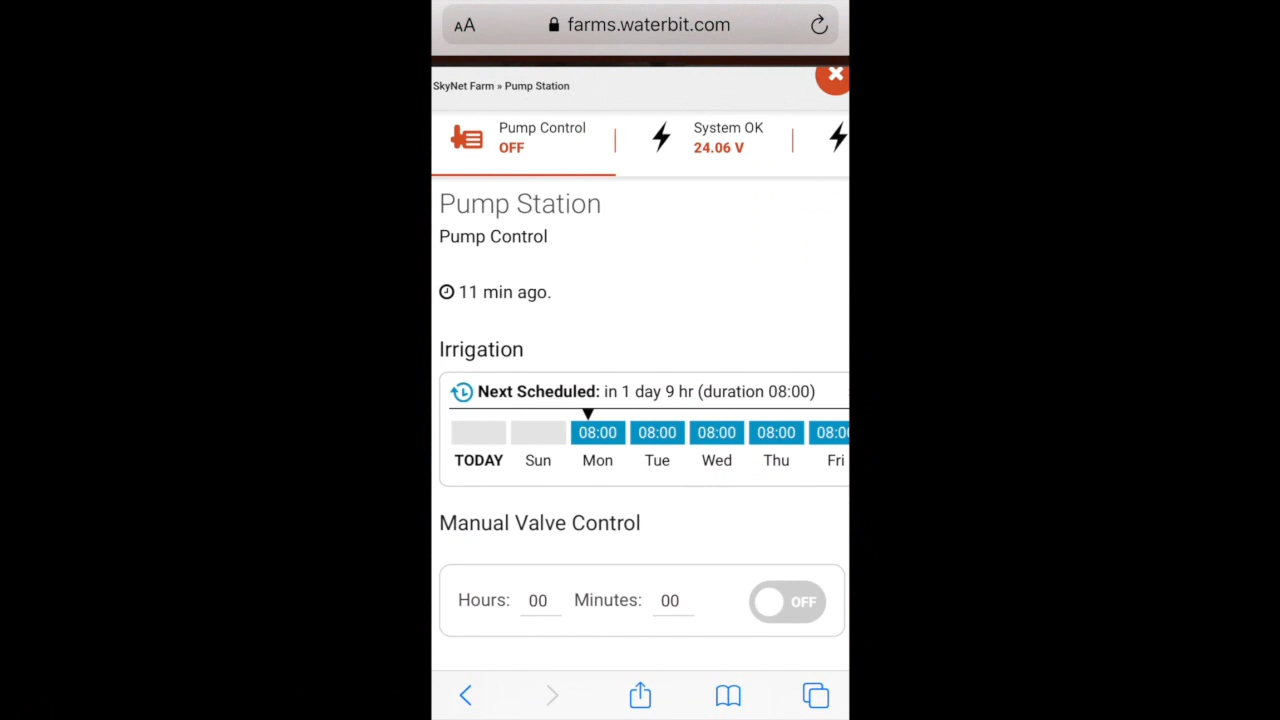 AA farms.waterbit.com
SkyNet Farm » Pump Station
Pump Control System OK
OFF 24.06 V
Pump Station
Pump Control
11 min ago.
Irrigation
Next Scheduled: in 1 day 9 hr (duration 08:00)
08:00 08:00 08:00 08:00 08:00
TODAY Sun Mon Tue Wed Thu Fri
Manual Valve Control
Hours: 00 Minutes: 00 OFF